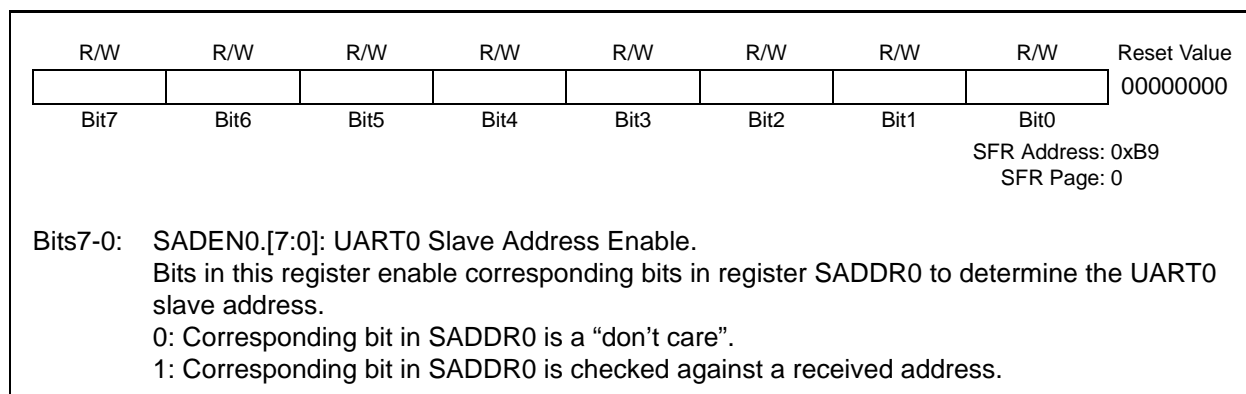 R/W R/W R/W R/W R/W R/W R/W R/W Reset Value
00000000
Bit7 Bit6 Bit5 Bit4 Bit3 Bit2 Bit1 Bit0
SFR Address: 0xB9
SFR Page: 0
Bits7-0: SADEN0.[7:0]: UART0 Slave Address Enable.
Bits in this register enable corresponding bits in register SADDR0 to determine the UART0
slave address.
0: Corresponding bit in SADDR0 is a “don’t care”.
1: Corresponding bit in SADDR0 is checked against a received address.